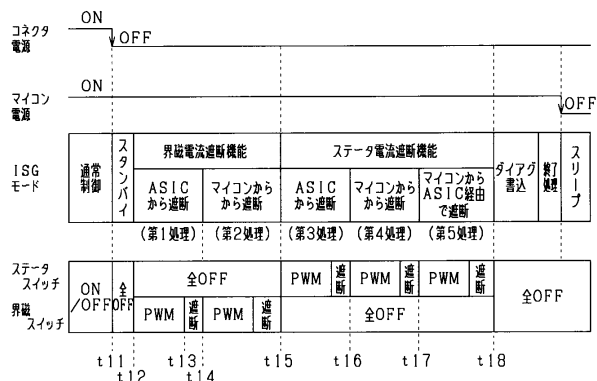 コネクタ
電源
ON
OFF
マイコン
電源
ON
OFF
ISG
モード
通常
制御
スタンバイ
界磁電流遮断機能
ASIC
から遮断
マイコンから
から遮断
ステータ電流遮断機能
ASIC
から遮断
マイコンから
から遮断
マイコンから
ASIC経由
で遮断
ダイアグ
書込
終了
処理
スリープ
(第1処理)
(第2処理)
(第3処理)
(第4処理)
(第5処理)
ステータ
スイッチ
界磁
スイッチ
ON
/OFF
全
OFF
全OFF
PWM
遮断
PWM
遮断
PWM
遮断
PWM
遮断
PWM
遮断
全OFF
全OFF
t11
t12
t13
t14
t15
t16
t17
t18